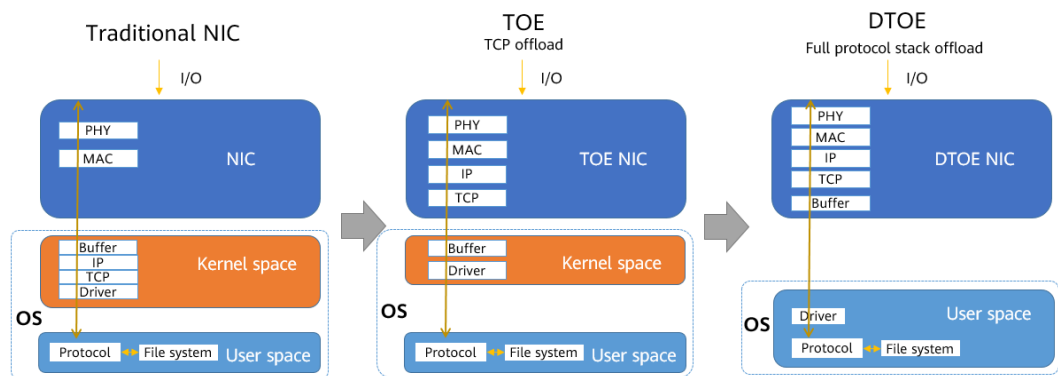 Traditional NIC
I/O
PHY
MAC
NIC
Buffer
IP
TCP
Driver
Kernel space
OS
Protocol
File system
User space
TOE
TCP offload
I/O
PHY
MAC
IP
TCP
TOE NIC
Buffer
Driver
Kernel space
OS
Protocol
File system
User space
DTOE
Full protocol stack offload
I/O
PHY
MAC
IP
TCP
Buffer
DTOE NIC
OS
Driver
User space
Protocol
File system